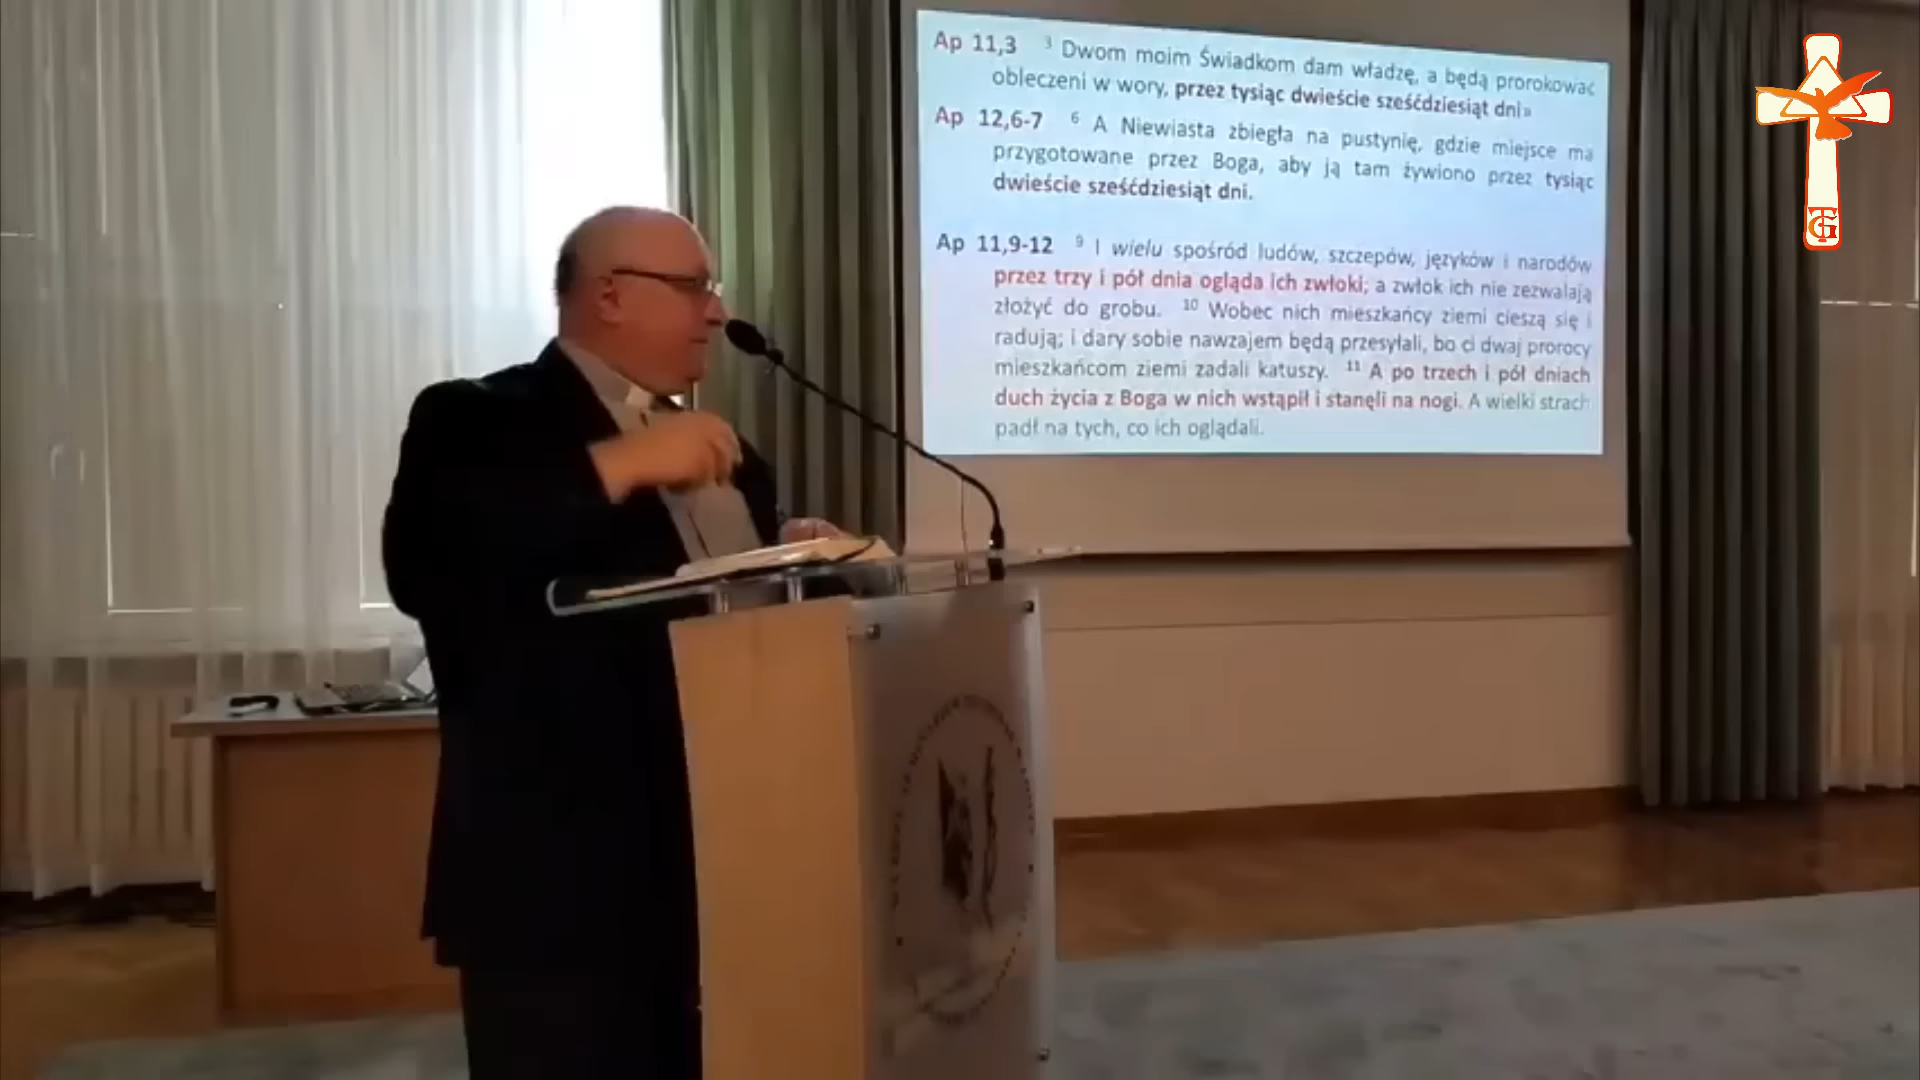 Ap 11,3 3 Dwom moim Świadkom dam władzę, a będą prorokować
obleczeni w wory, przez tysiąc dwieście sześćdziesiąt dni»
Ap 12,6-7 6 A Niewiasta zbiegła na pustynię, gdzie miejsce ma
przygotowane przez Boga, aby ją tam żywiono przez tysiąc
dwieście sześćdziesiąt dni.
Ap 11,9-12 9 I wielu spośród ludów, szczepów, języków i narodów
przez trzy i pół dnia ogląda ich zwłoki; a zwłok ich nie zezwalają
złożyć do grobu. 10 Wobec nich mieszkańcy ziemi cieszą się i
radują; i dary sobie nawzajem będą przesyłali, bo ci dwaj prorocy
mieszkańcom ziemi zadali katuszy. 11 A po trzech i pół dniach
duch życia z Boga w nich wstąpił i stanęli na nogi. A wielki strach
padł na tych, co ich oglądali.